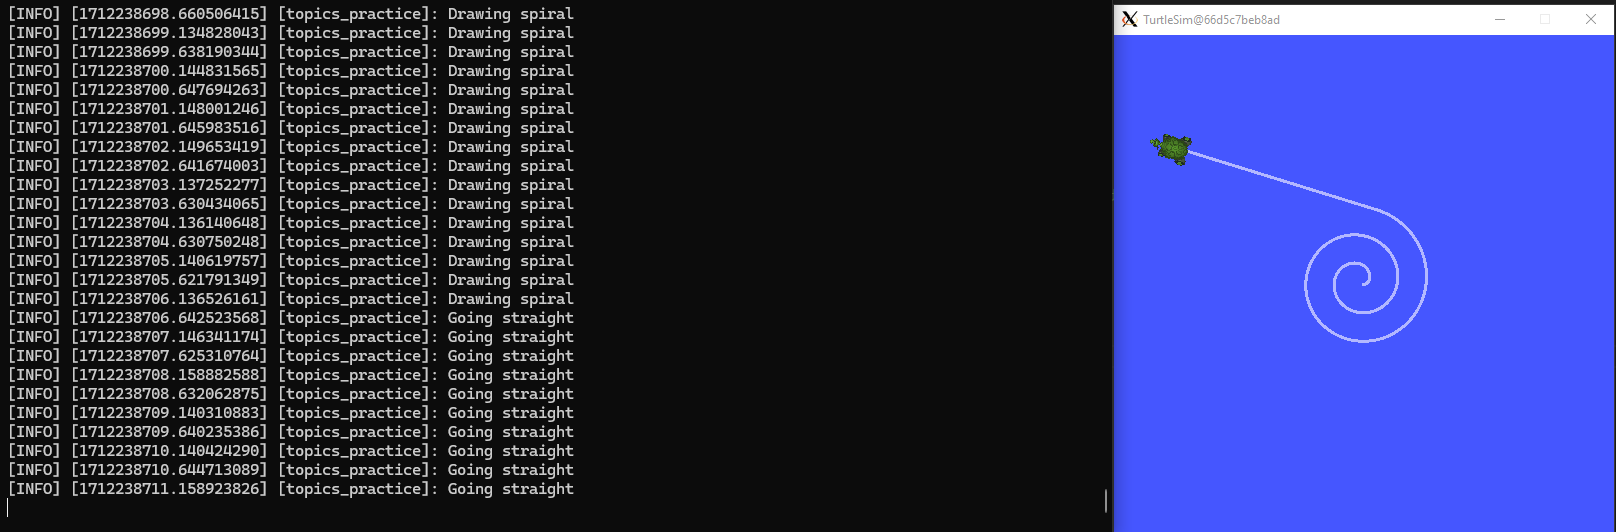 [INFO] [1712238698.660506415] [topics_practice]: Drawing spiral
[INFO] [1712238699.134828043] [topics_practice]: Drawing spiral
[INFO] [1712238699.638190344] [topics_practice]: Drawing spiral
[INFO] [1712238700.144831565] [topics_practice]: Drawing spiral
[INFO] [1712238700.647694263] [topics_practice]: Drawing spiral
[INFO] [1712238701.148001246] [topics_practice]: Drawing spiral
[INFO] [1712238701.645983516] [topics_practice]: Drawing spiral
[INFO] [1712238702.149653419] [topics_practice]: Drawing spiral
[INFO] [1712238702.641674003] [topics_practice]: Drawing spiral
[INFO] [1712238703.137252277] [topics_practice]: Drawing spiral
[INFO] [1712238703.630434065] [topics_practice]: Drawing spiral
[INFO] [1712238704.136140648] [topics_practice]: Drawing spiral
[INFO] [1712238704.630750248] [topics_practice]: Drawing spiral
[INFO] [1712238705.140619757] [topics_practice]: Drawing spiral
[INFO] [1712238705.621791349] [topics_practice]: Drawing spiral
[INFO] [1712238706.136526161] [topics_practice]: Drawing spiral
[INFO] [1712238706.642523568] [topics_practice]: Going straight
[INFO] [1712238707.146341174] [topics_practice]: Going straight
[INFO] [1712238707.625310764] [topics_practice]: Going straight
[INFO] [1712238708.158882588] [topics_practice]: Going straight
[INFO] [1712238708.632062875] [topics_practice]: Going straight
[INFO] [1712238709.140310883] [topics_practice]: Going straight
[INFO] [1712238709.640235386] [topics_practice]: Going straight
[INFO] [1712238710.140424290] [topics_practice]: Going straight
[INFO] [1712238710.644713089] [topics_practice]: Going straight
[INFO] [1712238711.158923826] [topics_practice]: Going straight
TurtleSim@66d5c7beb8ad